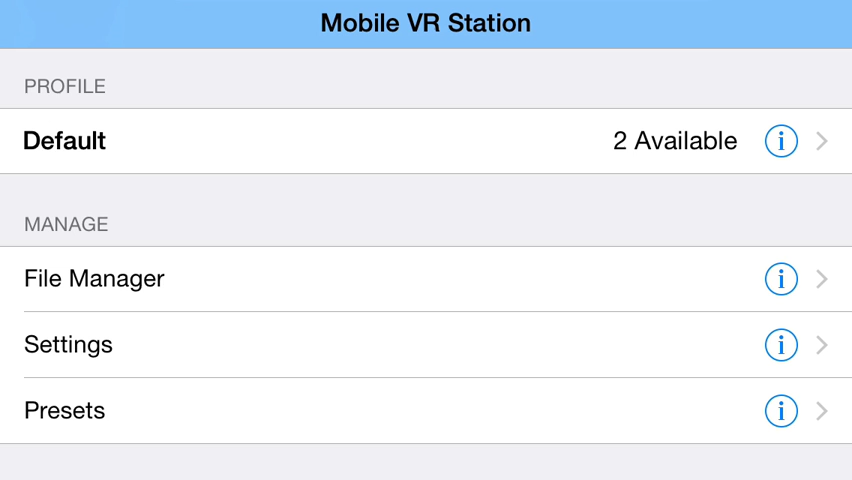 Mobile VR Station
PROFILE
Default 2 Available i
MANAGE
File Manager i
Settings i
Presets i